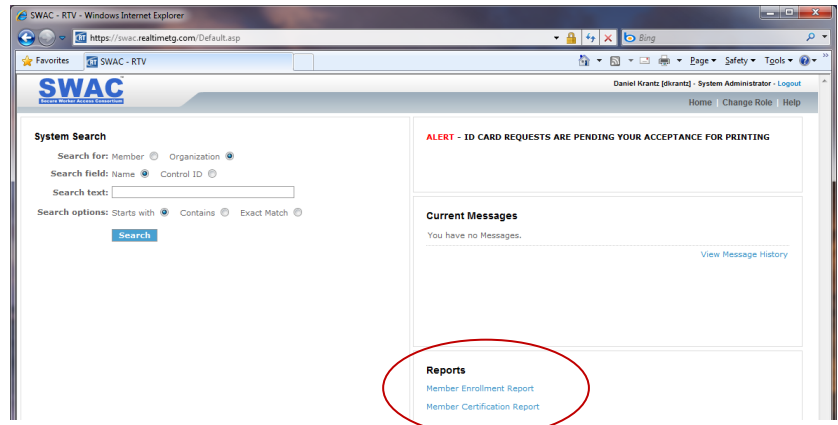 SWAC - RTV - Windows Internet Explorer
https://swac.realtimetg.com/Default.asp
Bing
Favorites
SWAC - RTV
Page
Safety
Tools
SWAC
Secure Worker Access Consortium
Daniel Krantz [dkrantz] - System Administrator - Logout
Home | Change Role | Help
System Search
Search for: Member Organization
Search field: Name Control ID
Search text:
Search options: Starts with Contains Exact Match
Search
ALERT - ID CARD REQUESTS ARE PENDING YOUR ACCEPTANCE FOR PRINTING
Current Messages
You have no Messages.
View Message History
Reports
Member Enrollment Report
Member Certification Report